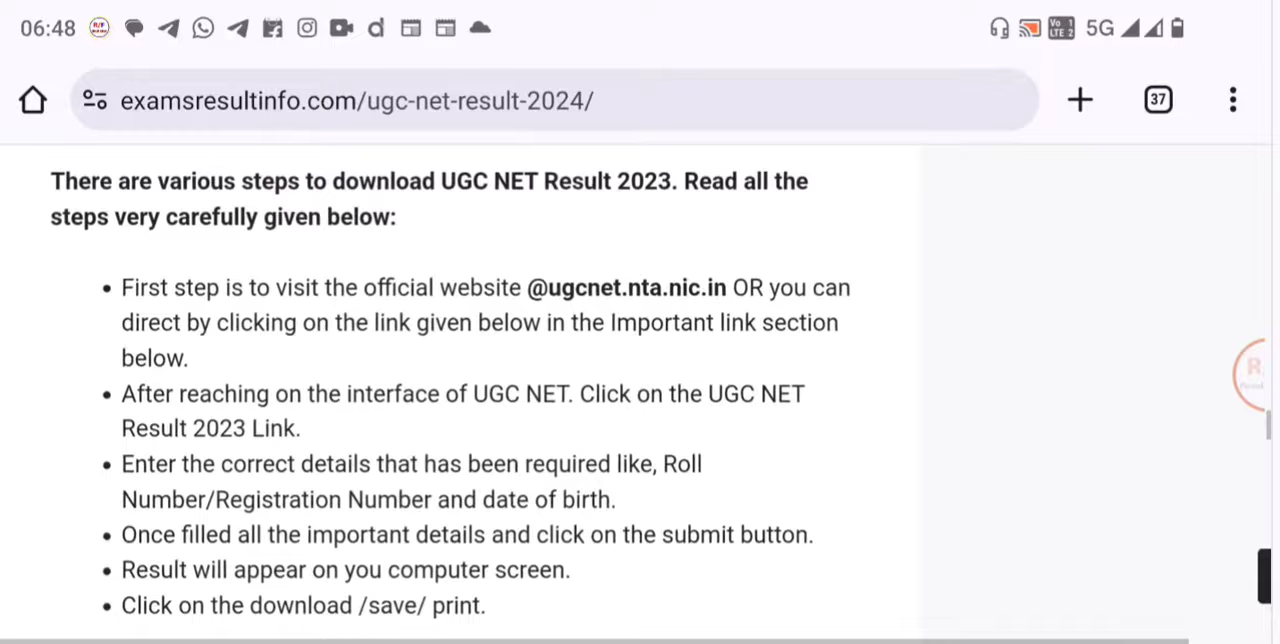 06:48
Vo 1
LTE 2
5G
examsresultinfo.com/ugc-net-result-2024/
37
There are various steps to download UGC NET Result 2023. Read all the
steps very carefully given below:
First step is to visit the official website @ugcnet.nta.nic.in OR you can
direct by clicking on the link given below in the Important link section
below.
After reaching on the interface of UGC NET. Click on the UGC NET
Result 2023 Link.
Enter the correct details that has been required like, Roll
Number/Registration Number and date of birth.
Once filled all the important details and click on the submit button.
Result will appear on you computer screen.
Click on the download /save/ print.
R